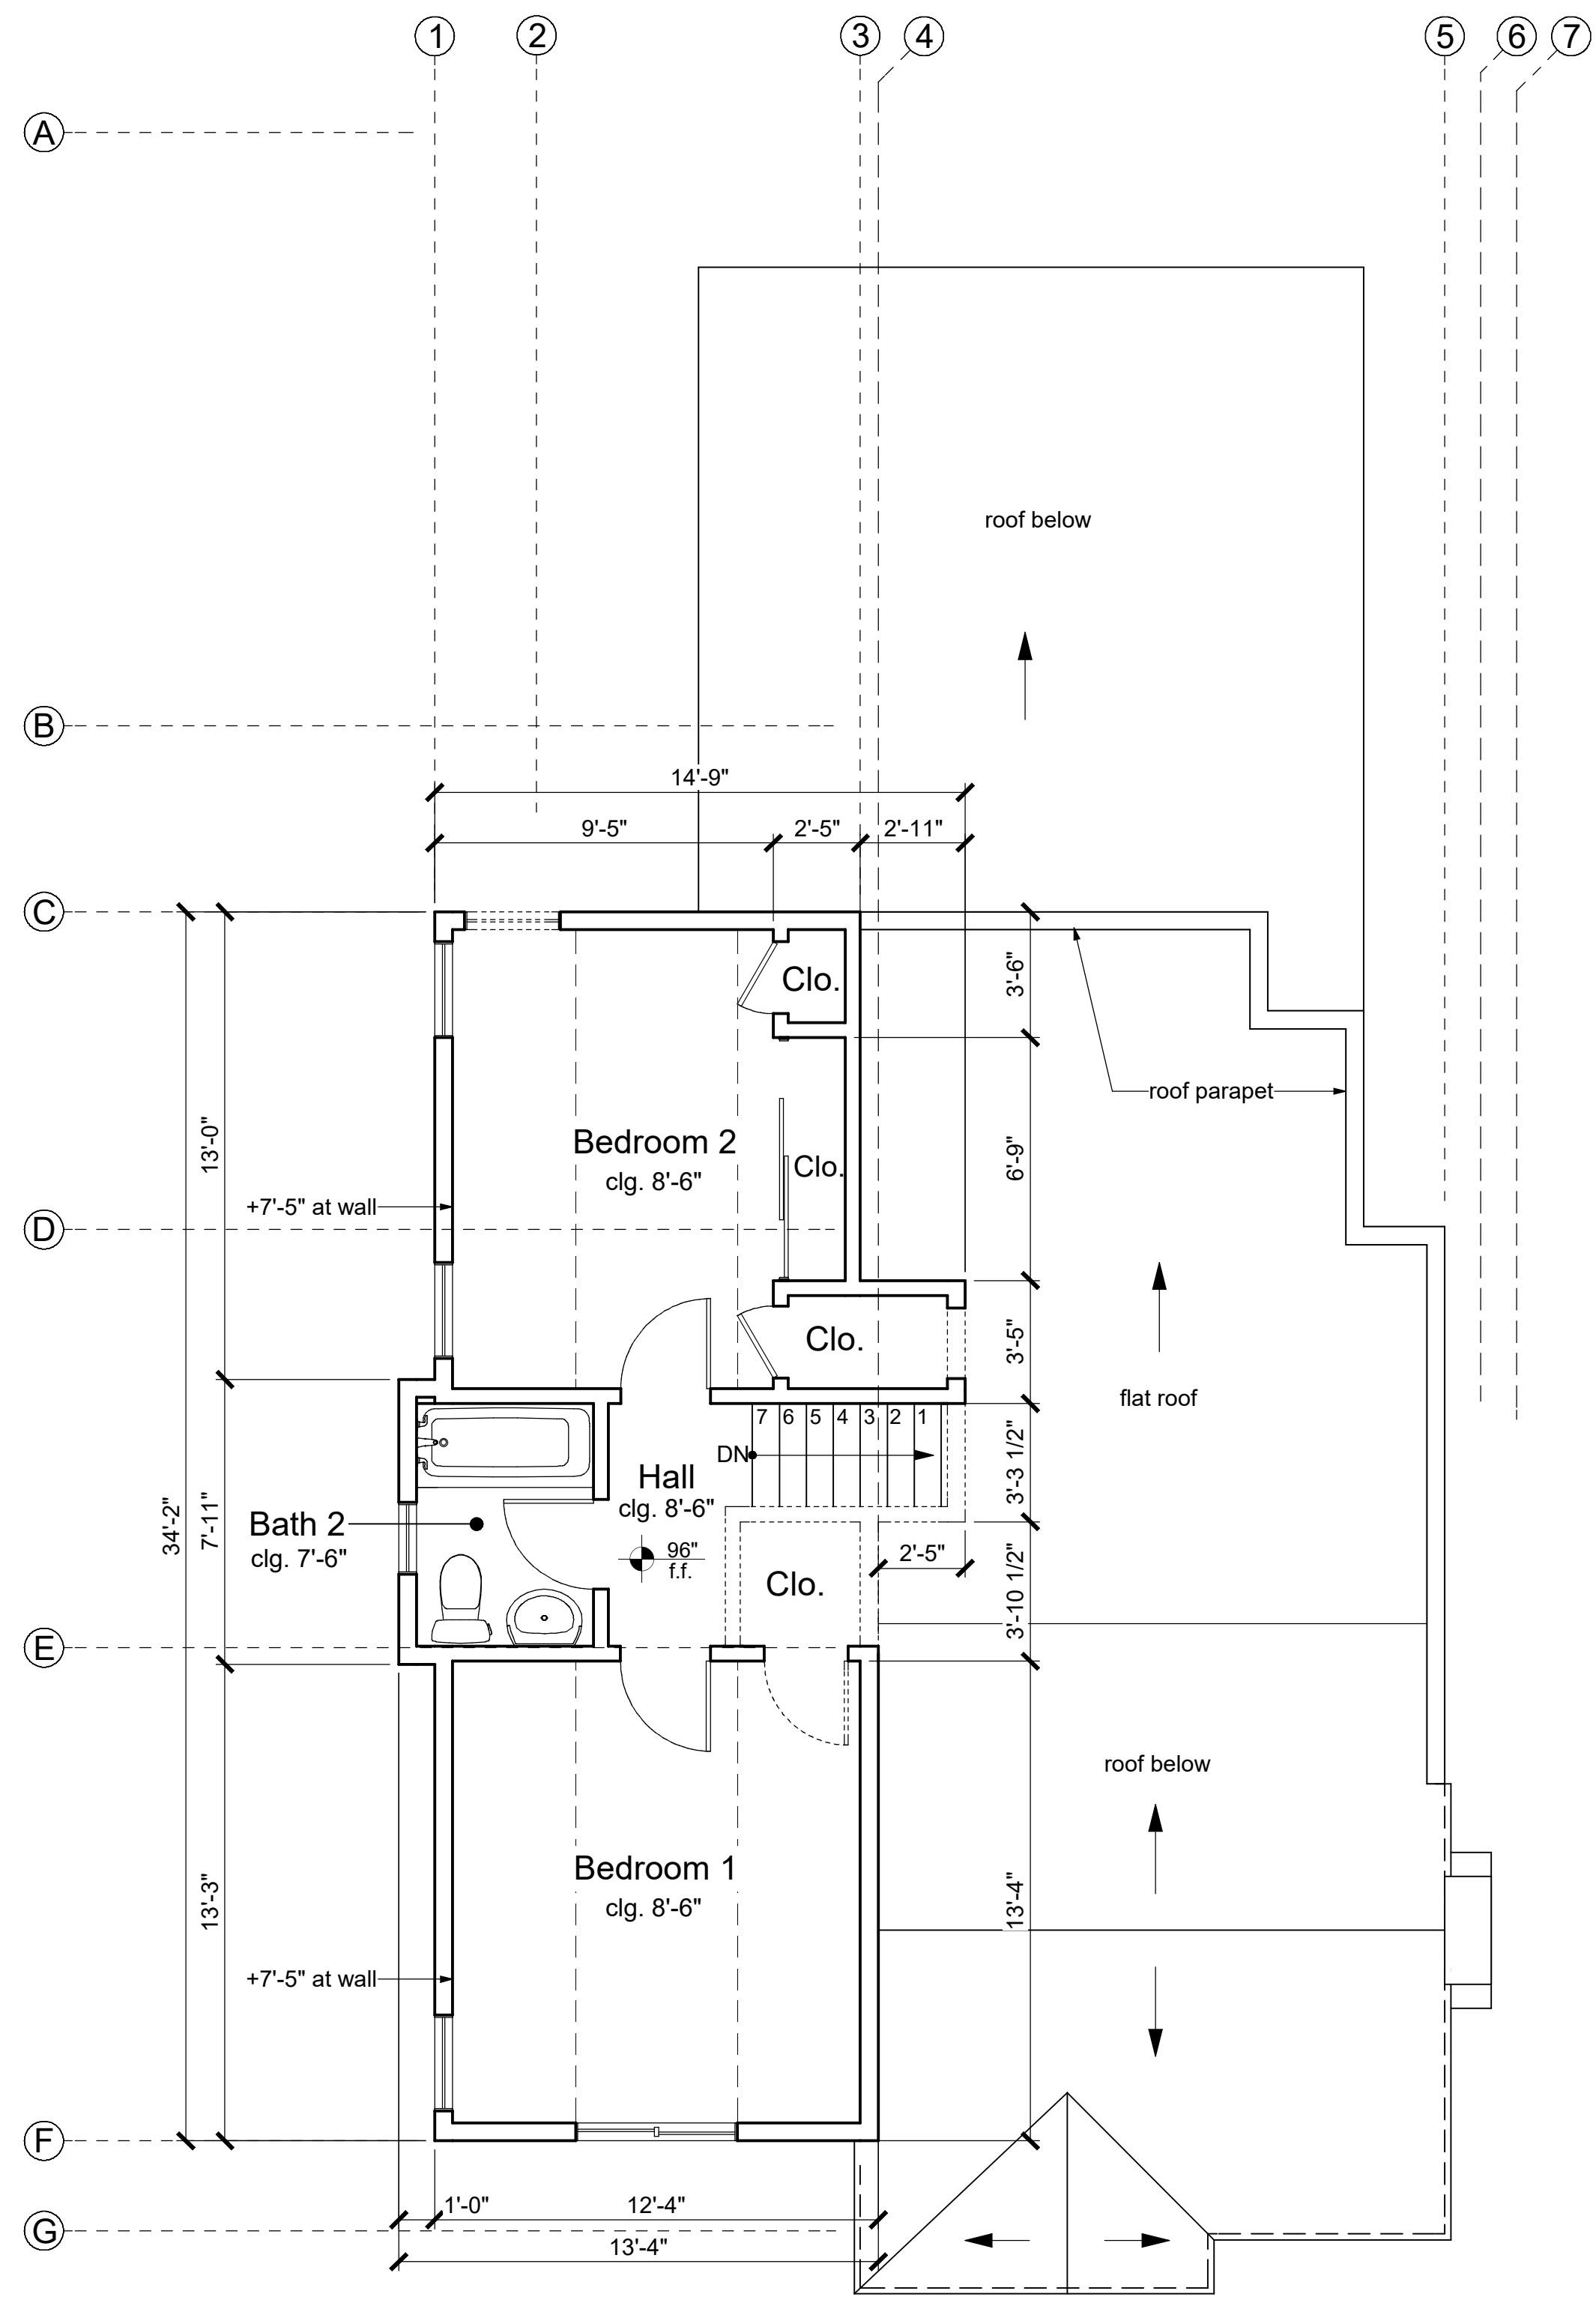 1 2 3 4 5 6 7
A
roof below
B
14'-9"
9'-5" 2'-5" 2'-11"
C
Clo.
3'-6"
roof parapet
13'-0"
Bedroom 2
clg. 8'-6"
Clo.
6'-9"
+7'-5" at wall
D
Clo.
3'-5"
flat roof
7 6 5 4 3 2 1
DN
3'-3 1/2"
Hall
clg. 8'-6"
34'-2"
7'-11"
Bath 2
clg. 7'-6"
96"
f.f.
2'-5"
Clo.
3'-10 1/2"
E
roof below
Bedroom 1
clg. 8'-6"
13'-3"
13'-4"
+7'-5" at wall
F
1'-0" 12'-4"
G
13'-4"